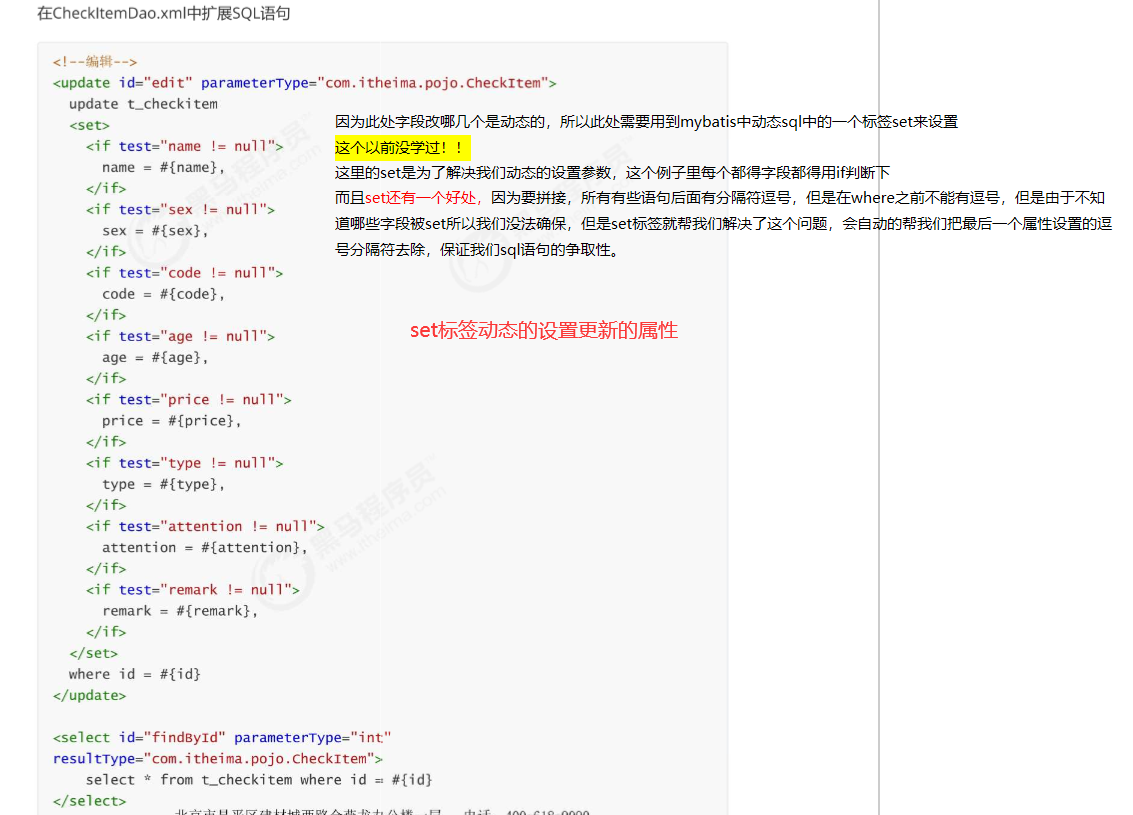 在CheckItemDao.xml中扩展SQL语句
<!--编辑-->
<update id="edit" parameterType="com.itheima.pojo.CheckItem">
update t_checkitem
<set>
<if test="name != null">
name = #{name},
</if>
<if test="sex != null">
sex = #{sex},
</if>
<if test="code != null">
code = #{code},
</if>
<if test="age != null">
age = #{age},
</if>
<if test="price != null">
price = #{price},
</if>
<if test="type != null">
type = #{type},
</if>
<if test="attention != null">
attention = #{attention},
</if>
<if test="remark != null">
remark = #{remark},
</if>
</set>
where id = #{id}
</update>
<select id="findById" parameterType="int"
resultType="com.itheima.pojo.CheckItem">
select * from t_checkitem where id = #{id}
</select>
因为此处字段改哪几个是动态的，所以此处需要用到mybatis中动态sql中的一个标签set来设置
这个以前没学过！！
这里的set是为了解决我们动态的设置参数，这个例子里每个都得字段都得用if判断下
而且set还有一个好处，因为要拼接，所有有些语句后面有分隔符逗号，但是在where之前不能有逗号，但是由于不知
道哪些字段被set所以我们没法确保，但是set标签就帮我们解决了这个问题，会自动的帮我们把最后一个属性设置的逗
号分隔符去除，保证我们sql语句的争取性。
set标签动态的设置更新的属性
黑马程序员
www.itheima.com